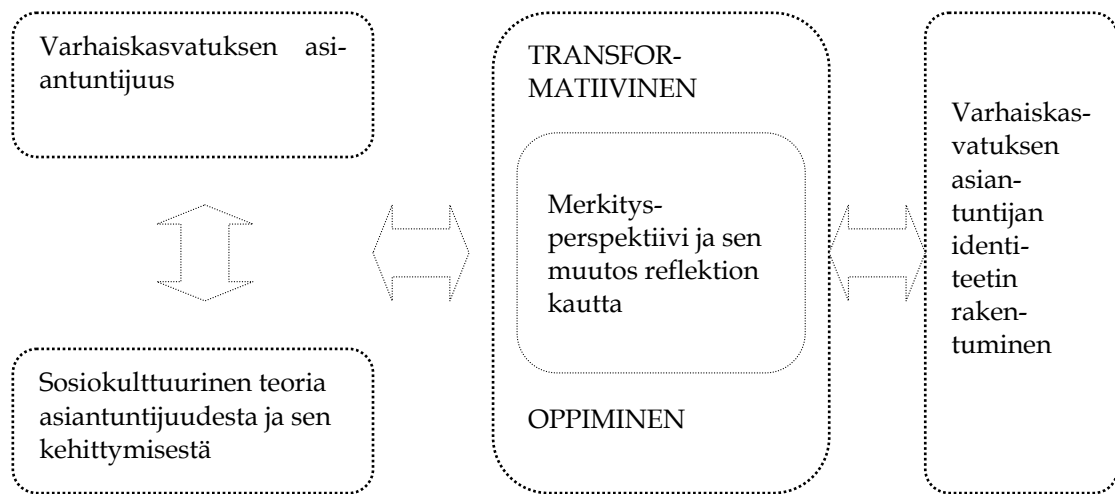 Varhaiskasvatuksen asi-
antuntijuus
Sosiokulttuurinen teoria
asiantuntijuudesta ja sen
kehittymisestä
TRANSFOR-
MATIIVINEN
Merkitys-
perspektiivi ja sen
muutos reflektion
kautta
OPPIMINEN
Varhaiskas-
vatuksen
asian-
tuntijan
identi-
teetin
raken-
tuminen